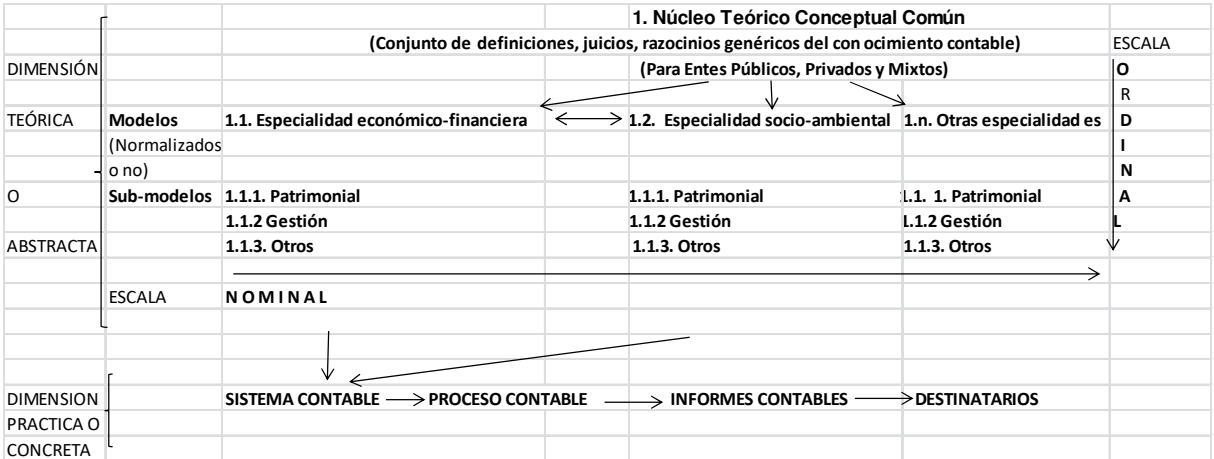 1. Núcleo Teórico Conceptual Común
(Conjunto de definiciones, juicios, razocinios genéricos del con ocimiento contable) ESCALA
DIMENSIÓN (Para Entes Públicos, Privados y Mixtos) O
R
TEÓRICA Modelos 1.1. Especialidad económico-financiera 1.2. Especialidad socio-ambiental 1.n. Otras especialidad es D
(Normalizados I
o no) N
O Sub-modelos 1.1.1. Patrimonial 1.1.1. Patrimonial 1.1. 1. Patrimonial A
1.1.2 Gestión 1.1.2 Gestión 1.1.2 Gestión L
ABSTRACTA 1.1.3. Otros 1.1.3. Otros 1.1.3. Otros
ESCALA N O M I N A L
DIMENSION SISTEMA CONTABLE PROCESO CONTABLE INFORMES CONTABLES DESTINATARIOS
PRACTICA O
CONCRETA